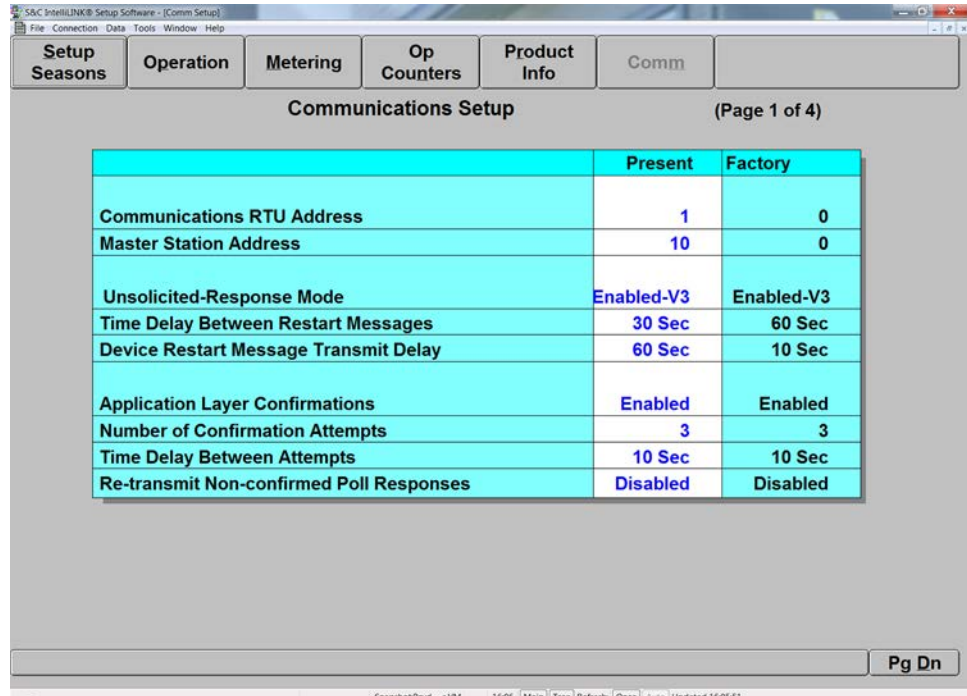 S&C IntelliLINK® Setup Software - [Comm Setup]
File Connection Data Tools Window Help
Setup Seasons
Operation
Metering
Op Counters
Product Info
Comm
Communications Setup (Page 1 of 4)
Present Factory
Communications RTU Address 1 0
Master Station Address 10 0
Unsolicited-Response Mode Enabled-V3 Enabled-V3
Time Delay Between Restart Messages 30 Sec 60 Sec
Device Restart Message Transmit Delay 60 Sec 10 Sec
Application Layer Confirmations Enabled Enabled
Number of Confirmation Attempts 3 3
Time Delay Between Attempts 10 Sec 10 Sec
Re-transmit Non-confirmed Poll Responses Disabled Disabled
Pg Dn